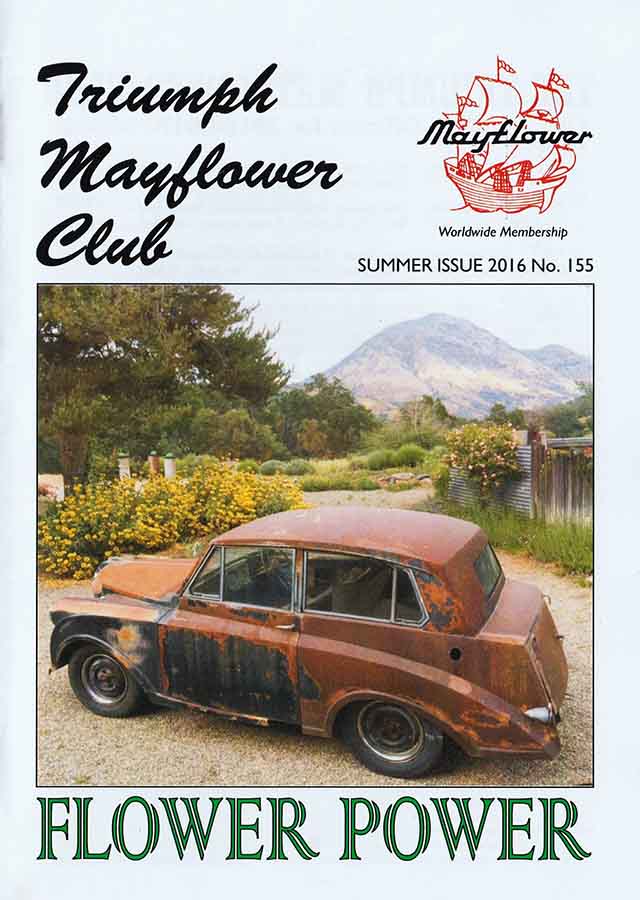 Triumph
Mayflower
Club
Mayflower
Worldwide Membership
SUMMER ISSUE 2016 No. 155
FLOWER POWER